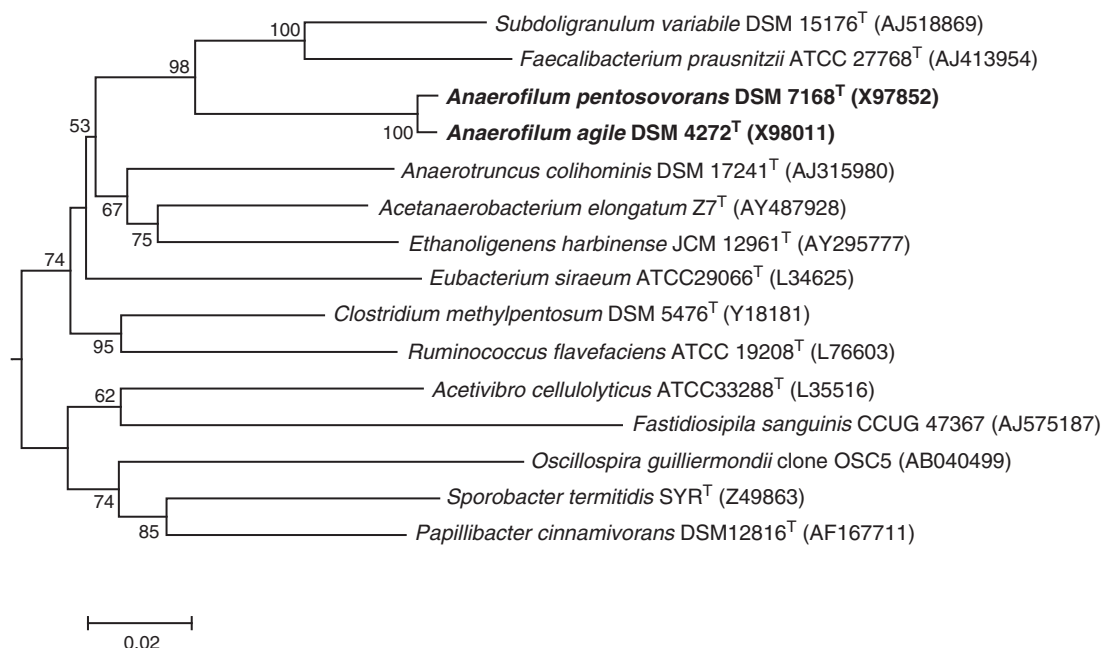 100 Subdoligranulum variabile DSM 15176T (AJ518869)
Faecalibacterium prausnitzii ATCC 27768T (AJ413954)
98
Anaerofilum pentosovorans DSM 7168T (X97852)
100 Anaerofilum agile DSM 4272T (X98011)
53
Anaerotruncus colihominis DSM 17241T (AJ315980)
67 Acetanaerobacterium elongatum Z7T (AY487928)
75 Ethanoligenens harbinense JCM 12961T (AY295777)
74
Eubacterium siraeum ATCC29066T (L34625)
Clostridium methylpentosum DSM 5476T (Y18181)
95 Ruminococcus flavefaciens ATCC 19208T (L76603)
62 Acetivibro cellulolyticus ATCC33288T (L35516)
Fastidiosipila sanguinis CCUG 47367 (AJ575187)
Oscillospira guilliermondii clone OSC5 (AB040499)
74 Sporobacter termitidis SYRT (Z49863)
85 Papillibacter cinnamivorans DSM12816T (AF167711)
0.02